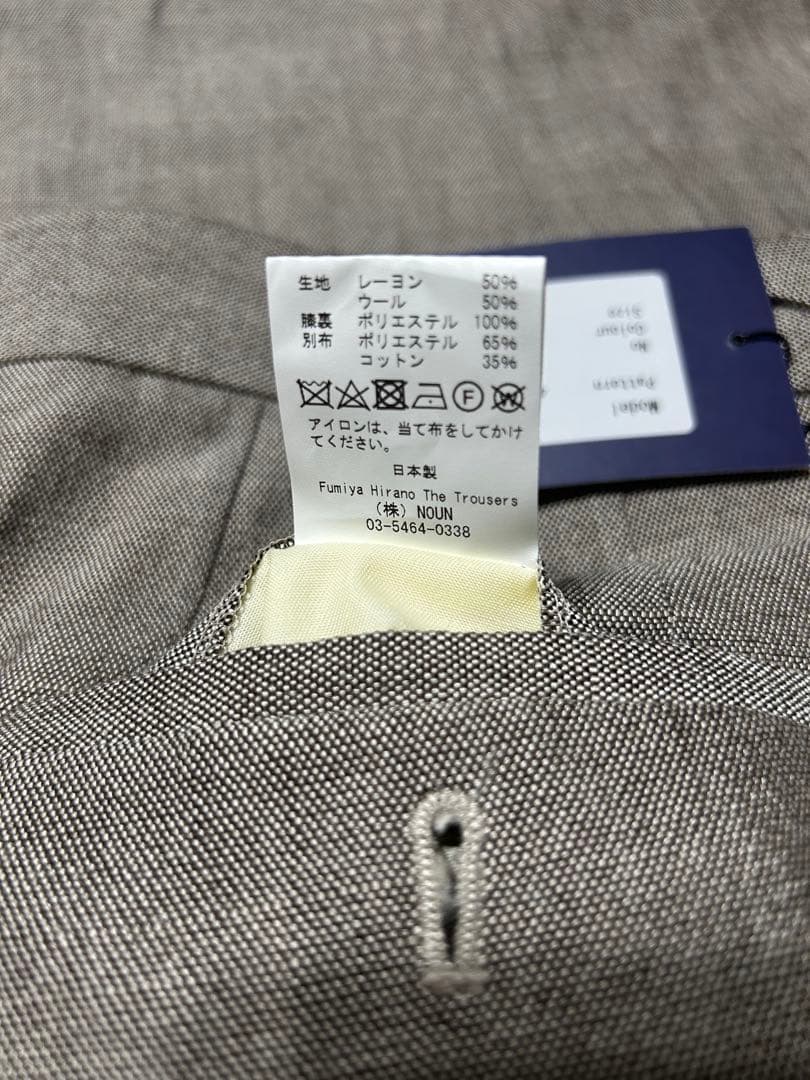 生地 レーヨン 50%
ウール 50%
膝裏 ポリエステル 100%
別布 ポリエステル 65%
コットン 35%
F W
アイロンは、当て布をしてかけ
てください。
日本製
Fumiya Hirano The Trousers
(株) NOUN
03-5464-0338
Model
Pattern
No
Colour
Size